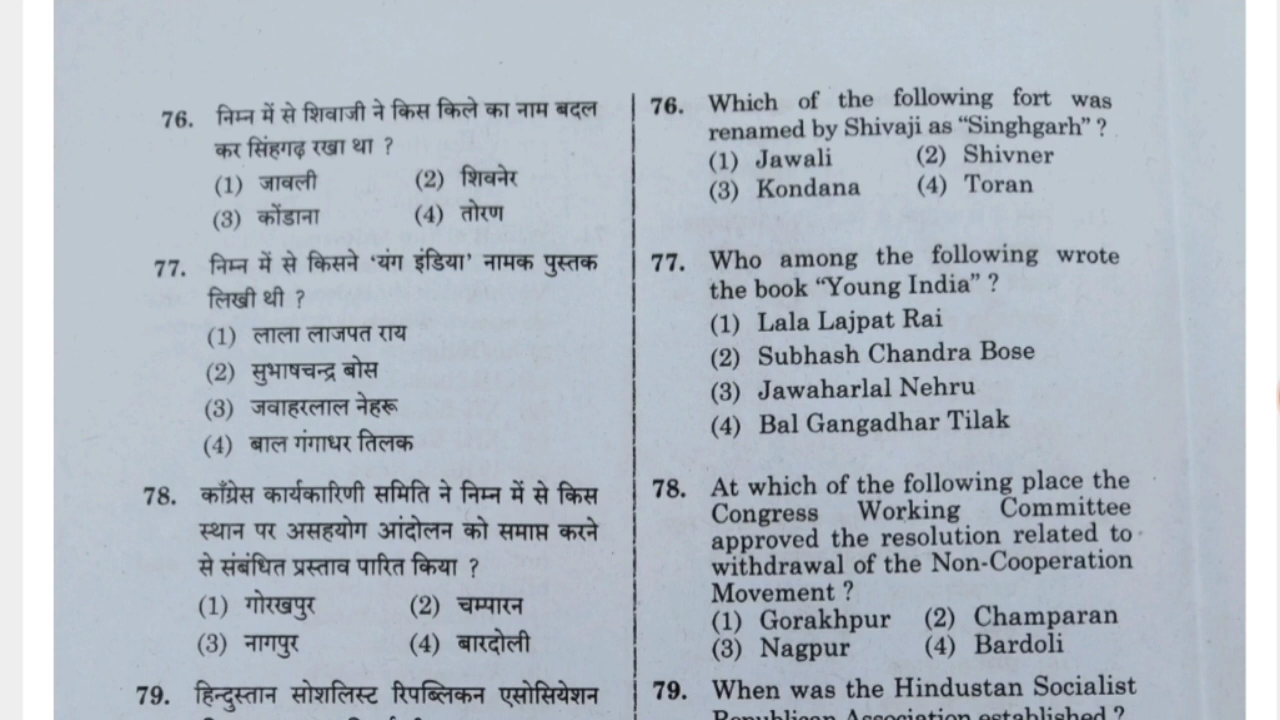 76. निम्न में से शिवाजी ने किस किले का नाम बदल
कर सिंहगढ़ रखा था ?
(1) जावली (2) शिवनेर
(3) कोंडाना (4) तोरण
77. निम्न में से किसने ‘यंग इंडिया’ नामक पुस्तक
लिखी थी ?
(1) लाला लाजपत राय
(2) सुभाषचन्द्र बोस
(3) जवाहरलाल नेहरू
(4) बाल गंगाधर तिलक
78. काँग्रेस कार्यकारिणी समिति ने निम्न में से किस
स्थान पर असहयोग आंदोलन को समाप्त करने
से संबंधित प्रस्ताव पारित किया ?
(1) गोरखपुर (2) चम्पारन
(3) नागपुर (4) बारदोली
79. हिन्दुस्तान सोशलिस्ट रिपब्लिकन एसोसियेशन
76. Which of the following fort was
renamed by Shivaji as “Singhgarh” ?
(1) Jawali (2) Shivner
(3) Kondana (4) Toran
77. Who among the following wrote
the book “Young India” ?
(1) Lala Lajpat Rai
(2) Subhash Chandra Bose
(3) Jawaharlal Nehru
(4) Bal Gangadhar Tilak
78. At which of the following place the
Congress Working Committee
approved the resolution related to
withdrawal of the Non-Cooperation
Movement ?
(1) Gorakhpur (2) Champaran
(3) Nagpur (4) Bardoli
79. When was the Hindustan Socialist
Republican Association established ?